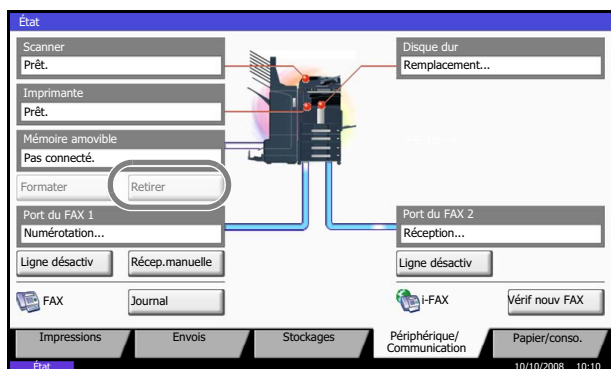 État
Scanner
Prêt.
Disque dur
Remplacement...
Imprimante
Prêt.
Mémoire amovible
Pas connecté.
Formater
Retirer
Port du FAX 1
Numérotation...
Port du FAX 2
Réception...
Ligne désactiv
Récep.manuelle
Ligne désactiv
FAX
Journal
i-FAX
Vérif nouv FAX
Impressions
Envois
Stockages
Périphérique/
Communication
Papier/conso.
État
10/10/2008 10:10